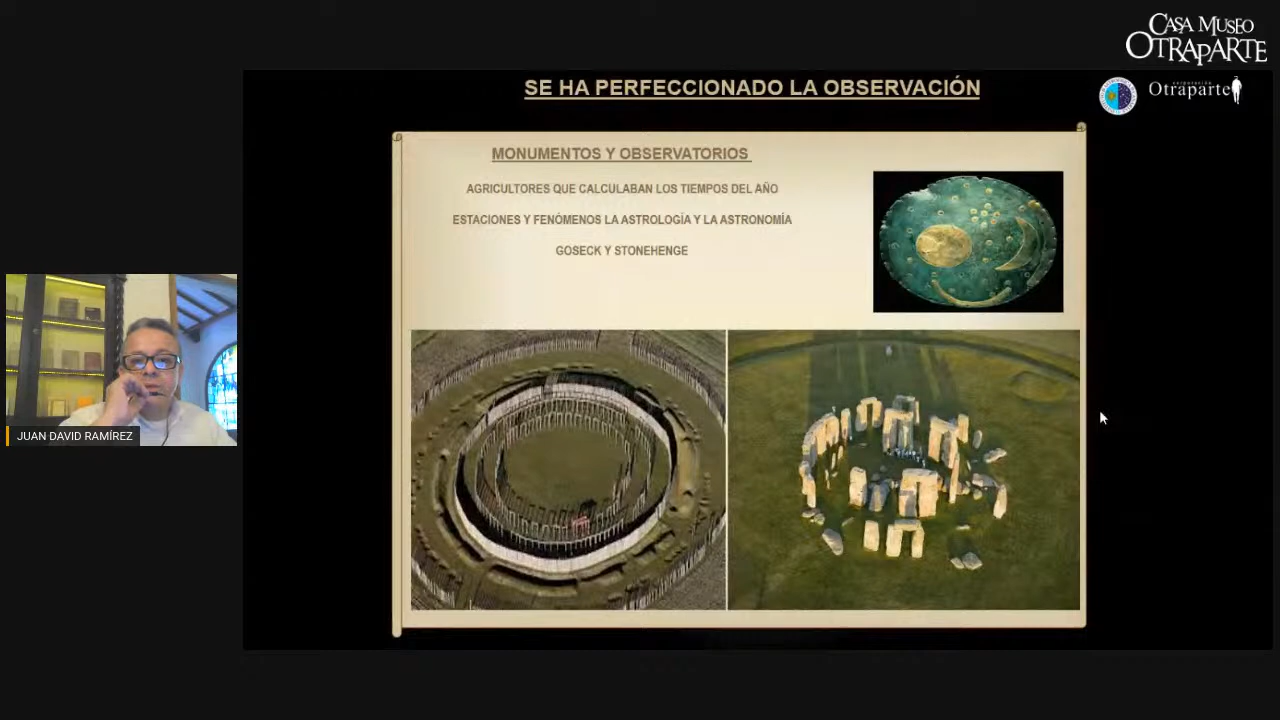 CASA MUSEO
OTRAPARTE
SE HA PERFECCIONADO LA OBSERVACIÓN
corporación
Otraparte
MONUMENTOS Y OBSERVATORIOS
AGRICULTORES QUE CALCULABAN LOS TIEMPOS DEL AÑO
ESTACIONES Y FENÓMENOS LA ASTROLOGÍA Y LA ASTRONOMÍA
GOSECK Y STONEHENGE
JUAN DAVID RAMÍREZ